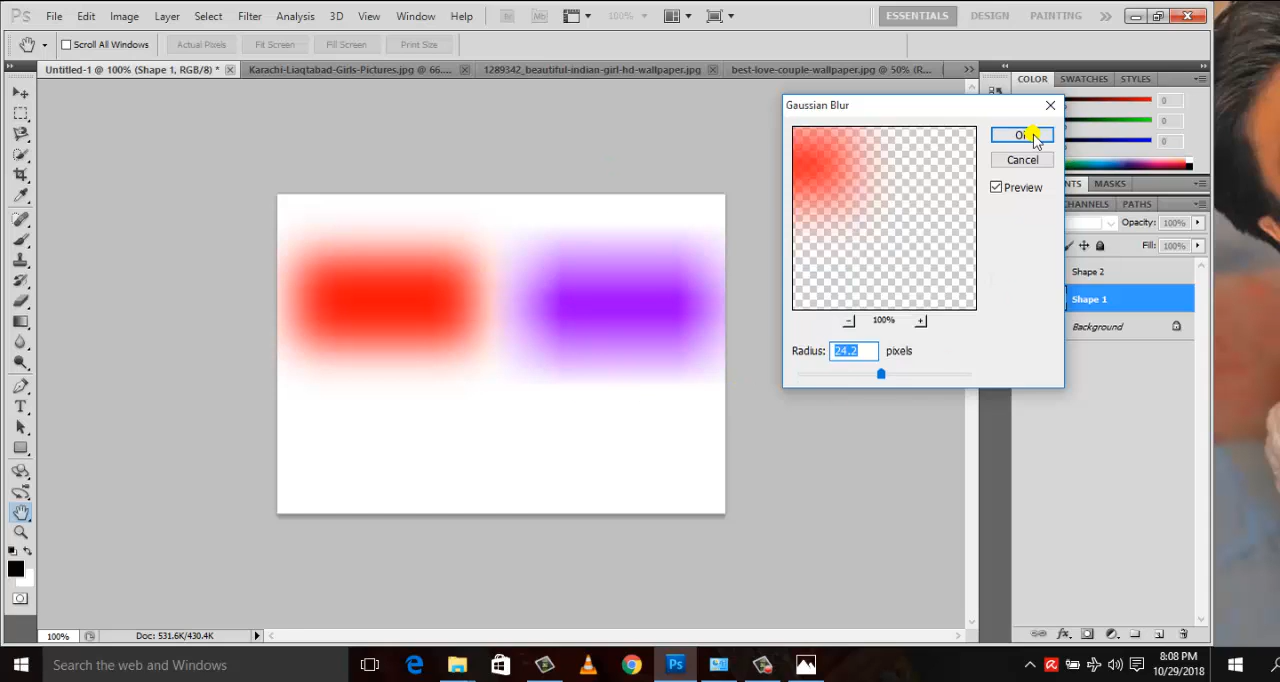 Ps File Edit Image Layer Select Filter Analysis 3D View Window Help Br Mb 100% ESSENTIALS DESIGN PAINTING
Scroll All Windows Actual Pixels Fit Screen Fill Screen Print Size
Untitled-1 @ 100% (Shape 1, RGB/8) * Karachi-Liaqtabad-Girls-Pictures.jpg @ 66.... 1289342_beautiful-indian-girl-hd-wallpaper.jpg best-love-couple-wallpaper.jpg @ 50% (R...
COLOR SWATCHES STYLES
0
0
0
Gaussian Blur
Cancel
Preview
100%
Radius: 24.2 pixels
MASKS
CHANNELS PATHS
Opacity: 100%
Fill: 100%
Shape 2
Shape 1
Background
fx
T
100% Doc: 531.6K/430.4K
Search the web and Windows
Ps
8:08 PM
10/29/2018